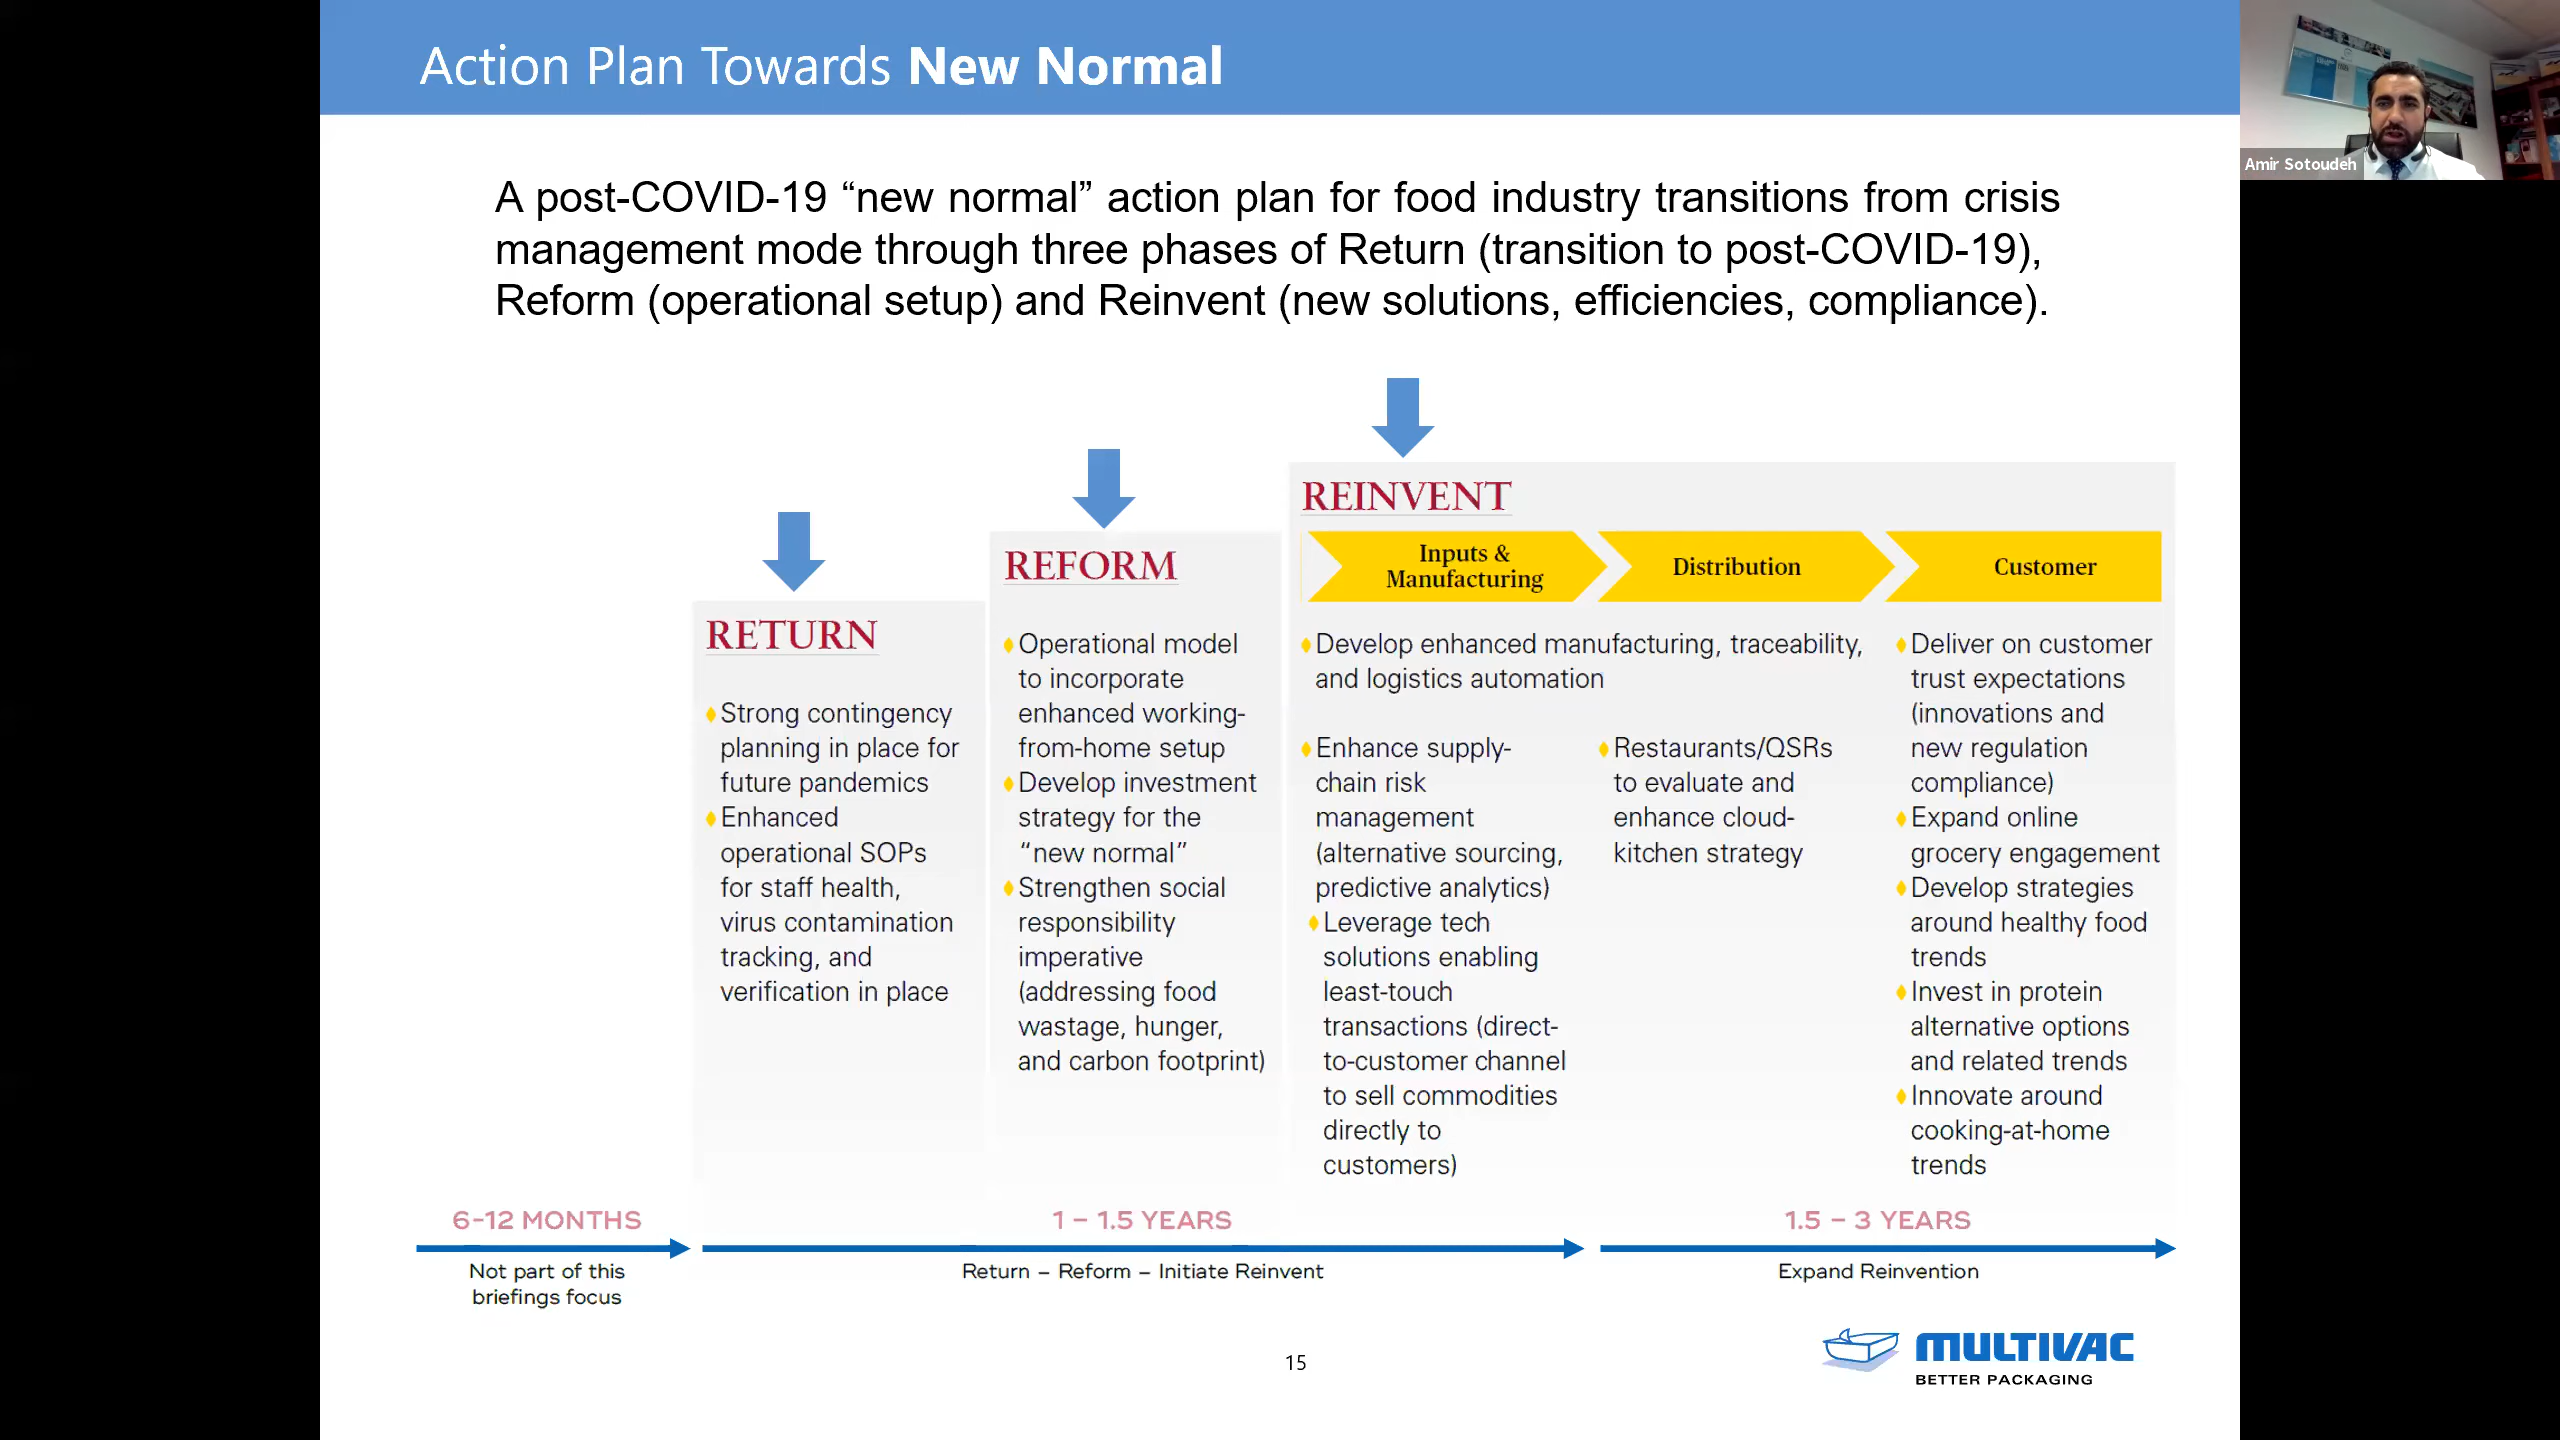 Action Plan Towards New Normal
Amir Sotoudeh
A post-COVID-19 “new normal” action plan for food industry transitions from crisis
management mode through three phases of Return (transition to post-COVID-19),
Reform (operational setup) and Reinvent (new solutions, efficiencies, compliance).
RETURN
Strong contingency
planning in place for
future pandemics
Enhanced
operational SOPs
for staff health,
virus contamination
tracking, and
verification in place
REFORM
Operational model
to incorporate
enhanced working-
from-home setup
Develop investment
strategy for the
“new normal”
Strengthen social
responsibility
imperative
(addressing food
wastage, hunger,
and carbon footprint)
REINVENT
Inputs &
Manufacturing
Distribution
Customer
Develop enhanced manufacturing, traceability,
and logistics automation
Enhance supply-
chain risk
management
(alternative sourcing,
predictive analytics)
Leverage tech
solutions enabling
least-touch
transactions (direct-
to-customer channel
to sell commodities
directly to
customers)
Restaurants/QSRs
to evaluate and
enhance cloud-
kitchen strategy
Deliver on customer
trust expectations
(innovations and
new regulation
compliance)
Expand online
grocery engagement
Develop strategies
around healthy food
trends
Invest in protein
alternative options
and related trends
Innovate around
cooking-at-home
trends
6-12 MONTHS
Not part of this
briefings focus
1 – 1.5 YEARS
Return – Reform – Initiate Reinvent
1.5 – 3 YEARS
Expand Reinvention
15
MULTIVAC
BETTER PACKAGING